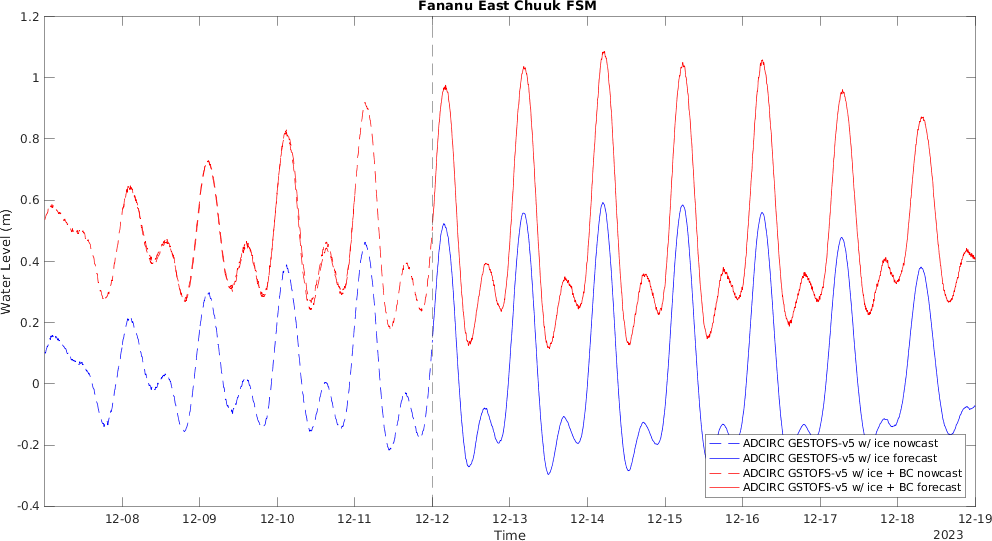 Fananu East Chuuk FSM
1.2
1
0.8
0.6
0.4
0.2
0
-0.2
-0.4
Water Level (m)
12-08 12-09 12-10 12-11 12-12 12-13 12-14 12-15 12-16 12-17 12-18 12-19
Time
2023
ADCIRC GESTOFS-v5 w/ ice nowcast
ADCIRC GESTOFS-v5 w/ ice forecast
ADCIRC GSTOFS-v5 w/ ice + BC nowcast
ADCIRC GSTOFS-v5 w/ ice + BC forecast